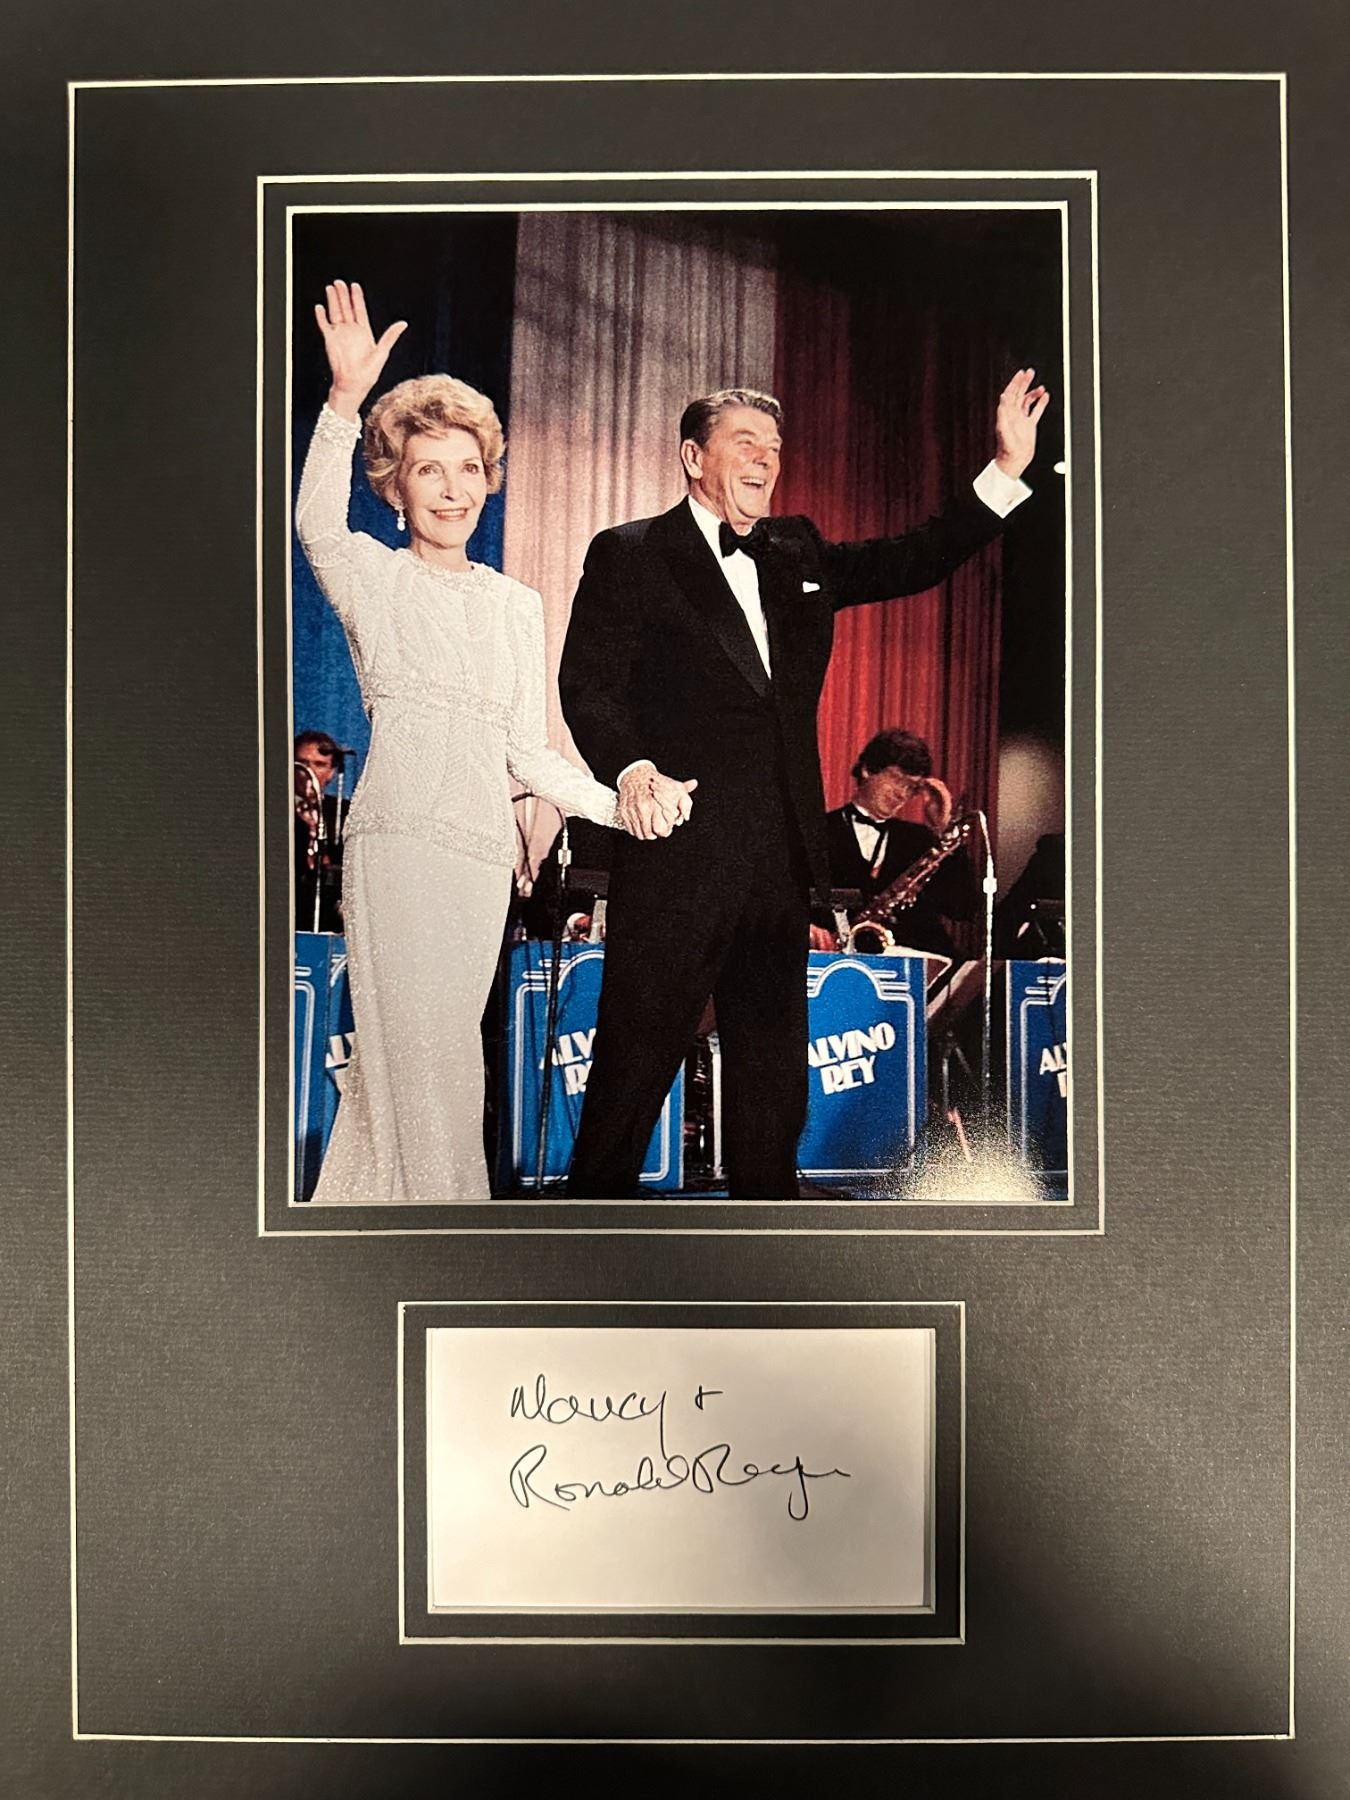 ALVINO
REY
Nancy +
Ronald Reagan